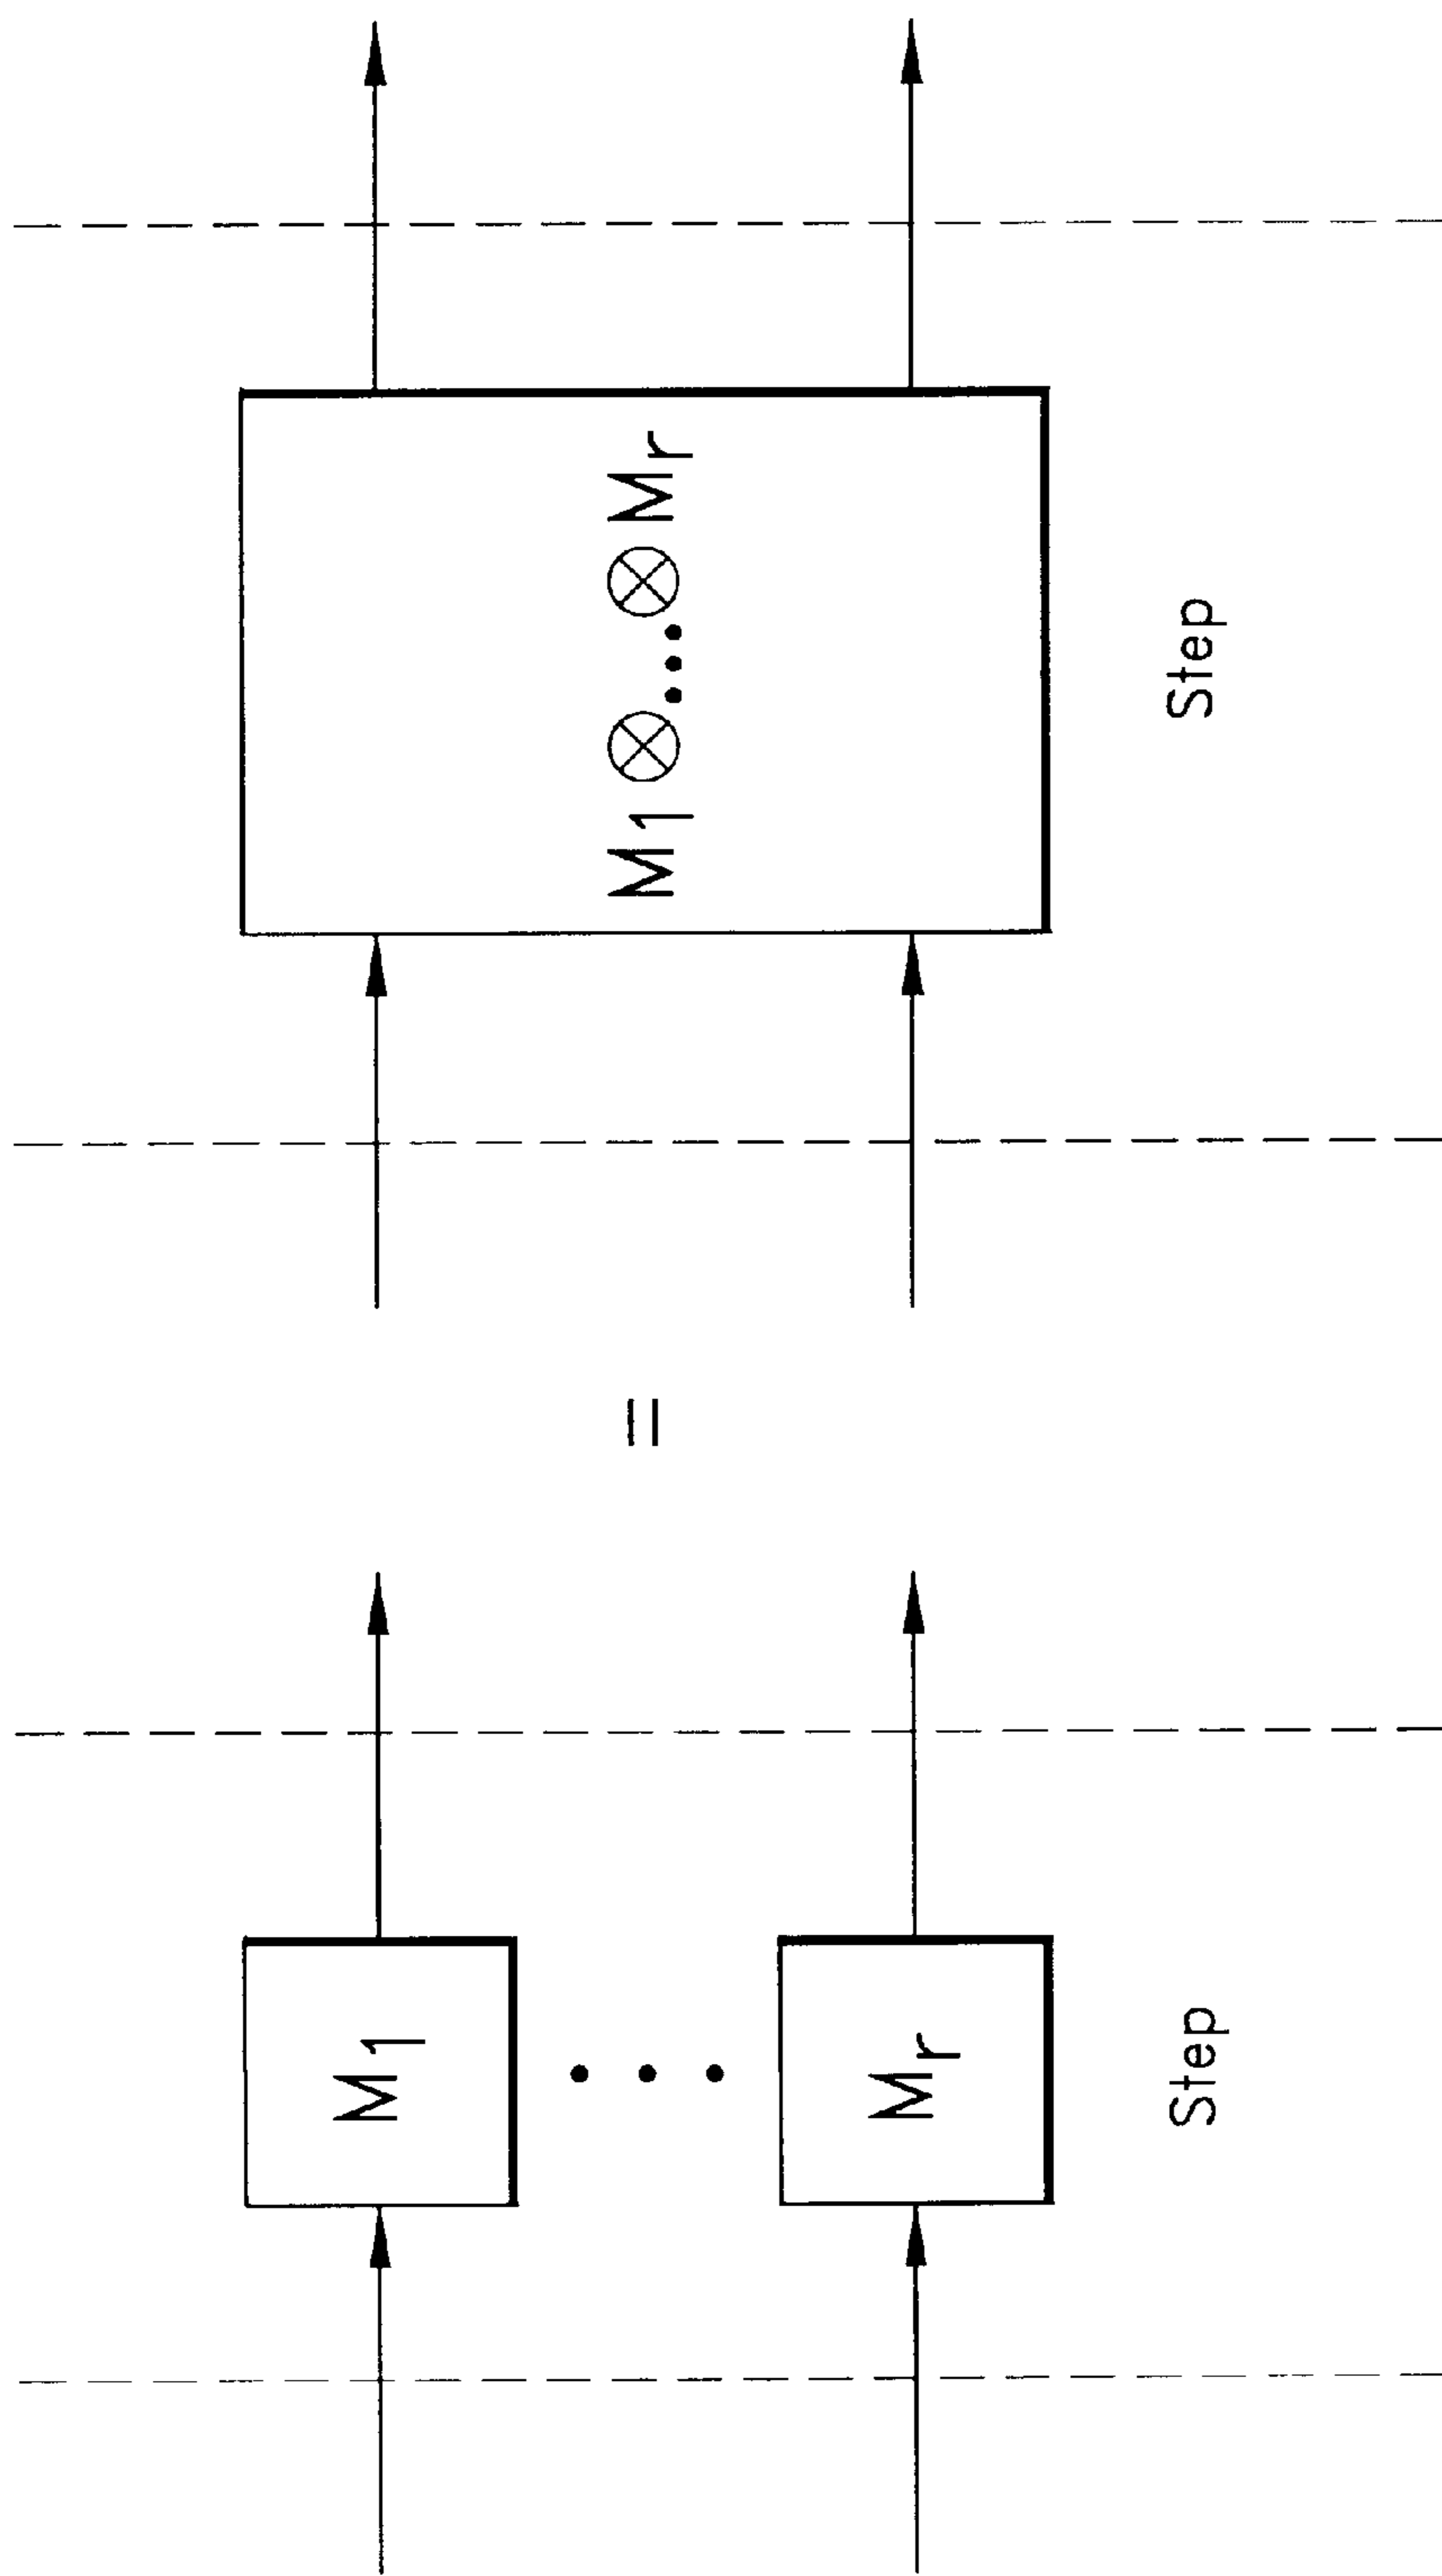 M₁
• • •
Mᵣ
Step
=
M₁ ⊗ ... ⊗ Mᵣ
Step